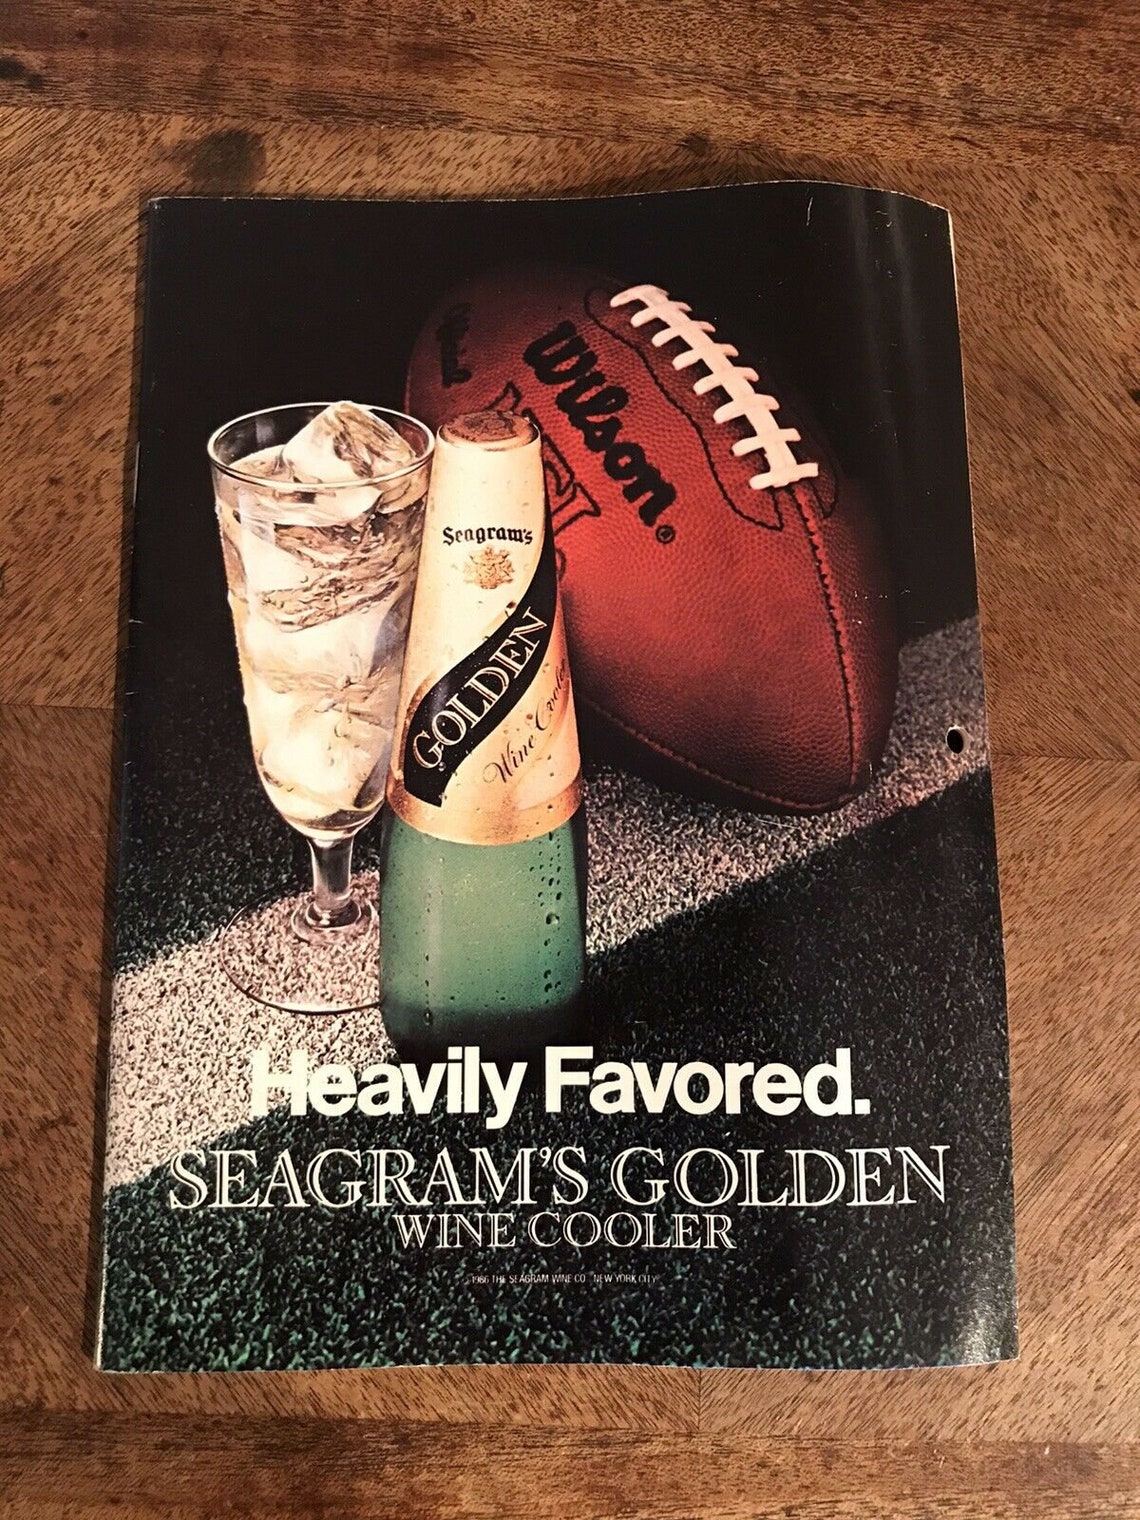 Wilson®
Seagram's
GOLDEN
Wine Cooler
Heavily Favored.
SEAGRAM'S GOLDEN
WINE COOLER
1986 THE SEAGRAM WINE CO NEW YORK CITY